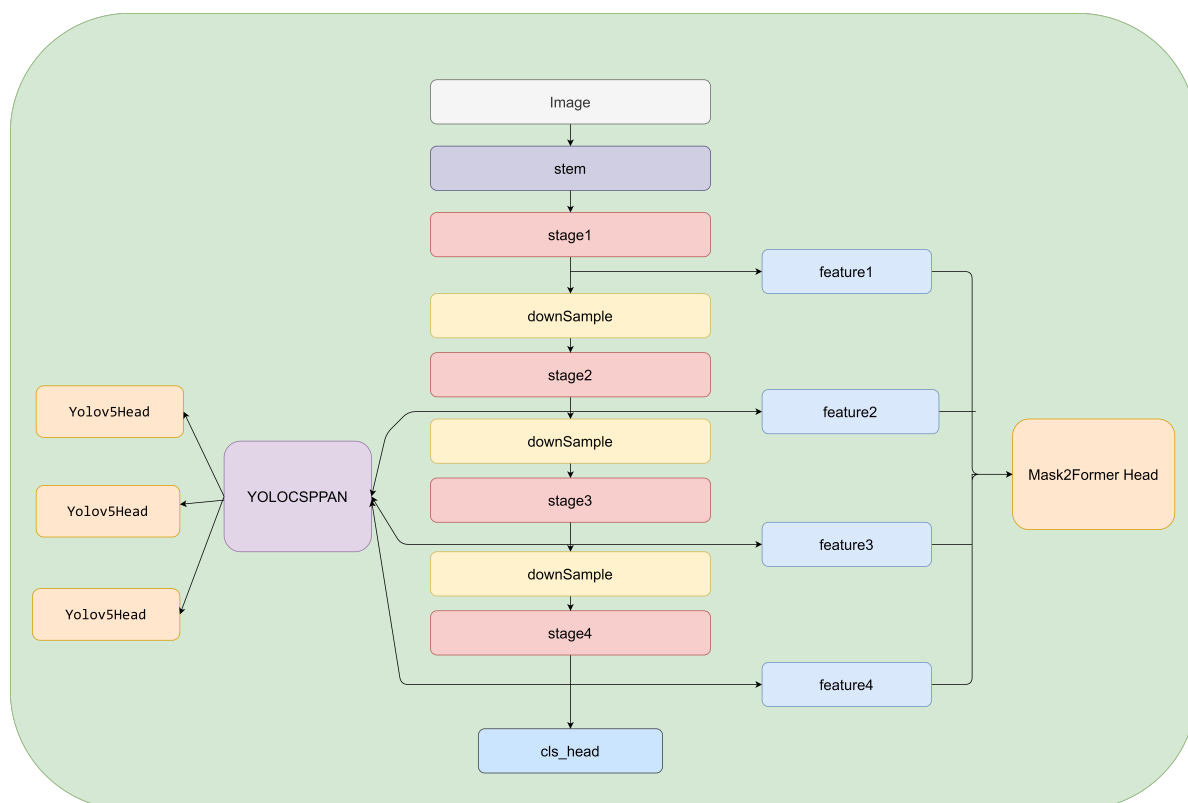 Image
stem
stage1
feature1
downSample
stage2
Yolov5Head
feature2
downSample
YOLOCSPPAN
Mask2Former Head
stage3
Yolov5Head
feature3
downSample
Yolov5Head
stage4
feature4
cls_head